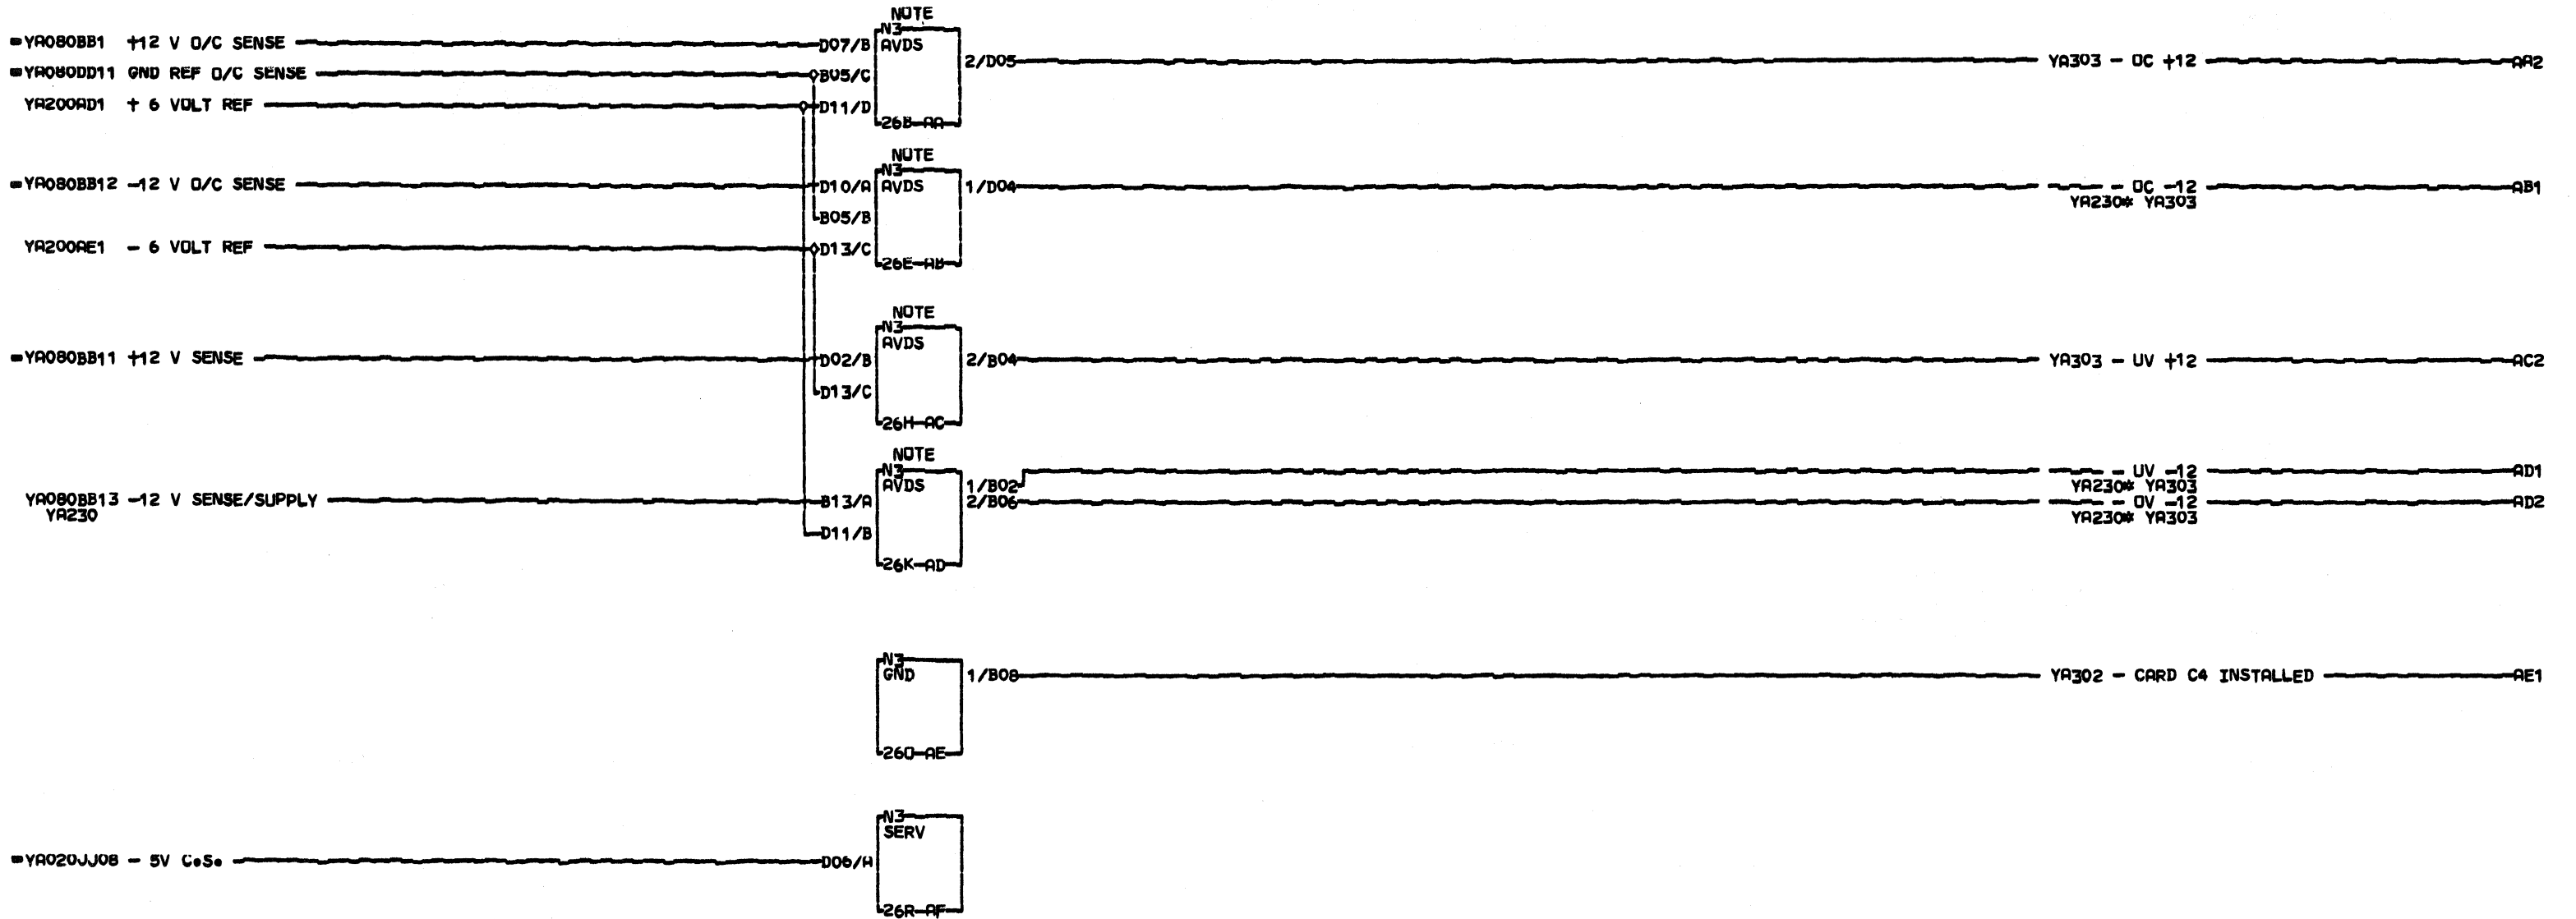 NOTE
YA080BB1 +12 V O/C SENSE D07/B N3 AVDS 2/D05 YA303 - OC +12 AA2
YA080DD11 GND REF O/C SENSE B05/C
YA200AD1 + 6 VOLT REF D11/D
26B-AA
NOTE
N3
YA080BB12 -12 V O/C SENSE D10/A AVDS 1/D04 - OC -12 AB1
YA230* YA303
B05/B
YA200AE1 - 6 VOLT REF D13/C
26E-AB
NOTE
N3
AVDS
YA080BB11 +12 V SENSE D02/B 2/B04 YA303 - UV +12 AC2
D13/C
26H-AC
NOTE
N3 - UV -12 AD1
AVDS 1/B02 YA230* YA303
YA080BB13 -12 V SENSE/SUPPLY B13/A 2/B06 - OV -12 AD2
YA230 YA230* YA303
D11/B
26K-AD
N3
GND 1/B08 YA302 - CARD C4 INSTALLED AE1
26O-AE
N3
SERV
YA020JJ08 - 5V C.S. D06/A
26R-AF